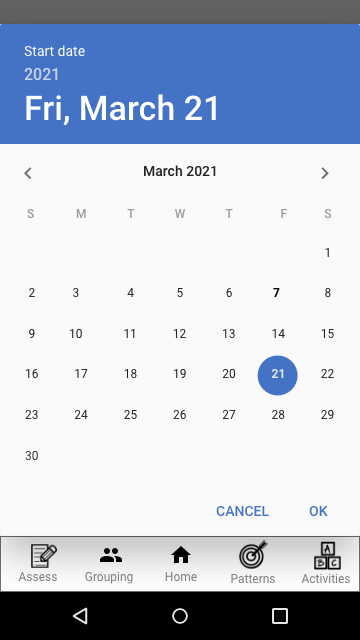 Start date
2021
Fri, March 21
March 2021
S M T W T F S
1
2 3 4 5 6 7 8
9 10 11 12 13 14 15
16 17 18 19 20 21 22
23 24 25 26 27 28 29
30
CANCEL OK
A
B C
Assess Grouping Home Patterns Activities